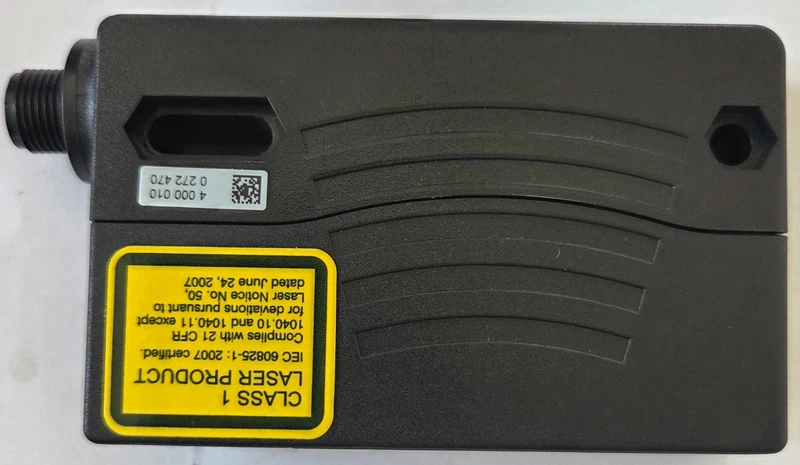 4 000 010
0 272 470
CLASS 1
LASER PRODUCT
IEC 60825-1: 2007 certified.
Complies with 21 CFR
1040.10 and 1040.11 except
for deviations pursuant to
Laser Notice No. 50,
dated June 24, 2007